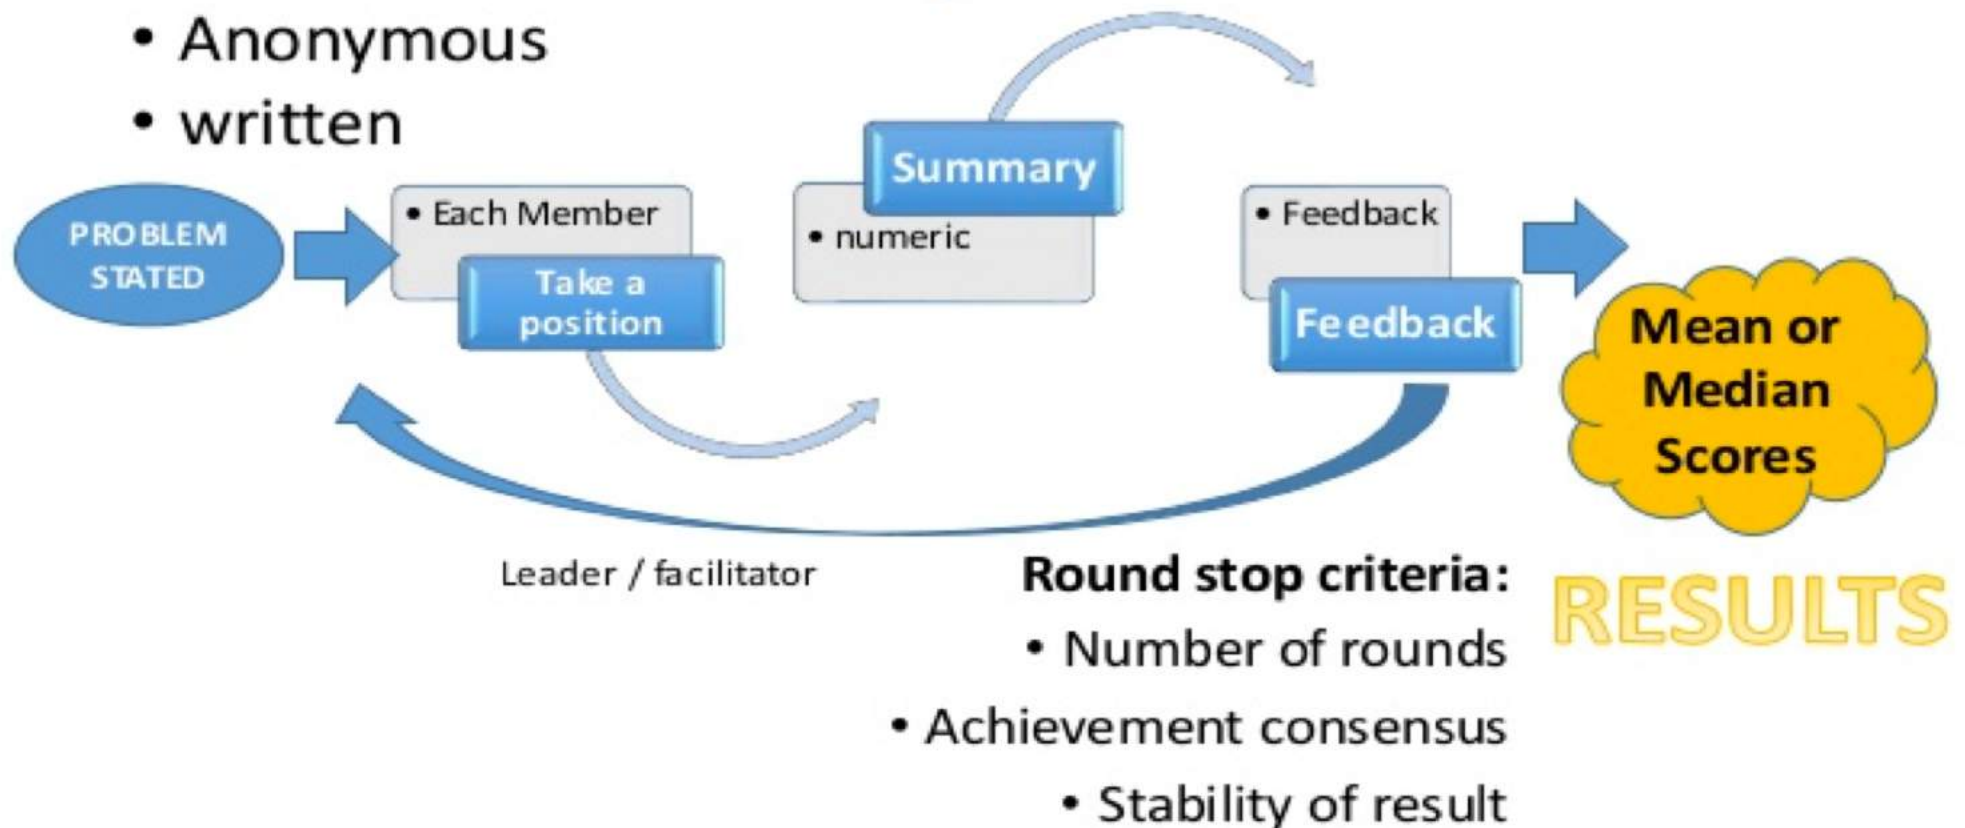 • Anonymous
• written
PROBLEM
STATED
• Each Member
Take a
position
Summary
• numeric
• Feedback
Feedback
Mean or
Median
Scores
RESULTS
Leader / facilitator
Round stop criteria:
• Number of rounds
• Achievement consensus
• Stability of result